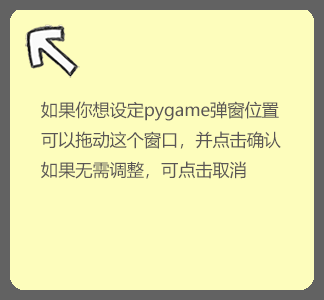 如果你想设定pygame弹窗位置
可以拖动这个窗口，并点击确认
如果无需调整，可点击取消